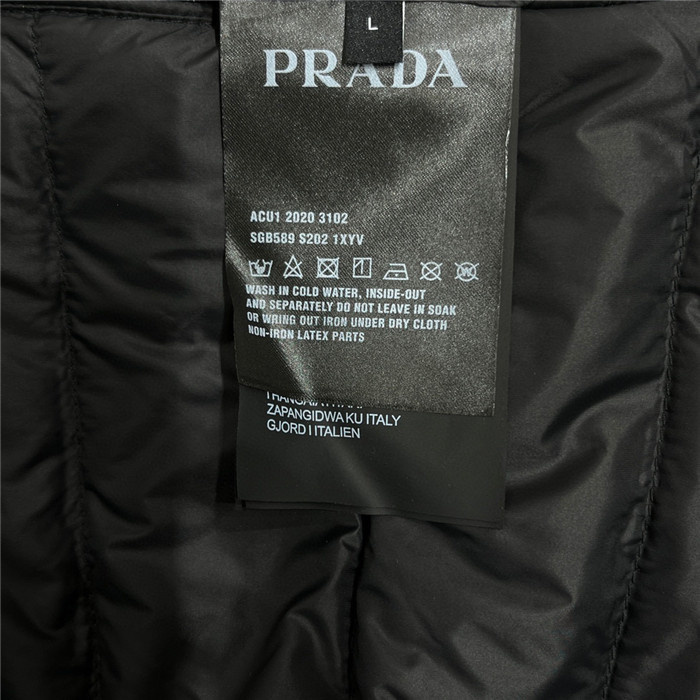 L
PRADA
ACU1 2020 3102
SGB589 S202 1XYV
WASH IN COLD WATER, INSIDE-OUT
AND SEPARATELY DO NOT LEAVE IN SOAK
OR WRING OUT IRON UNDER DRY CLOTH
NON-IRON LATEX PARTS
ZAPANGIDWA KU ITALY
GJORD I ITALIEN